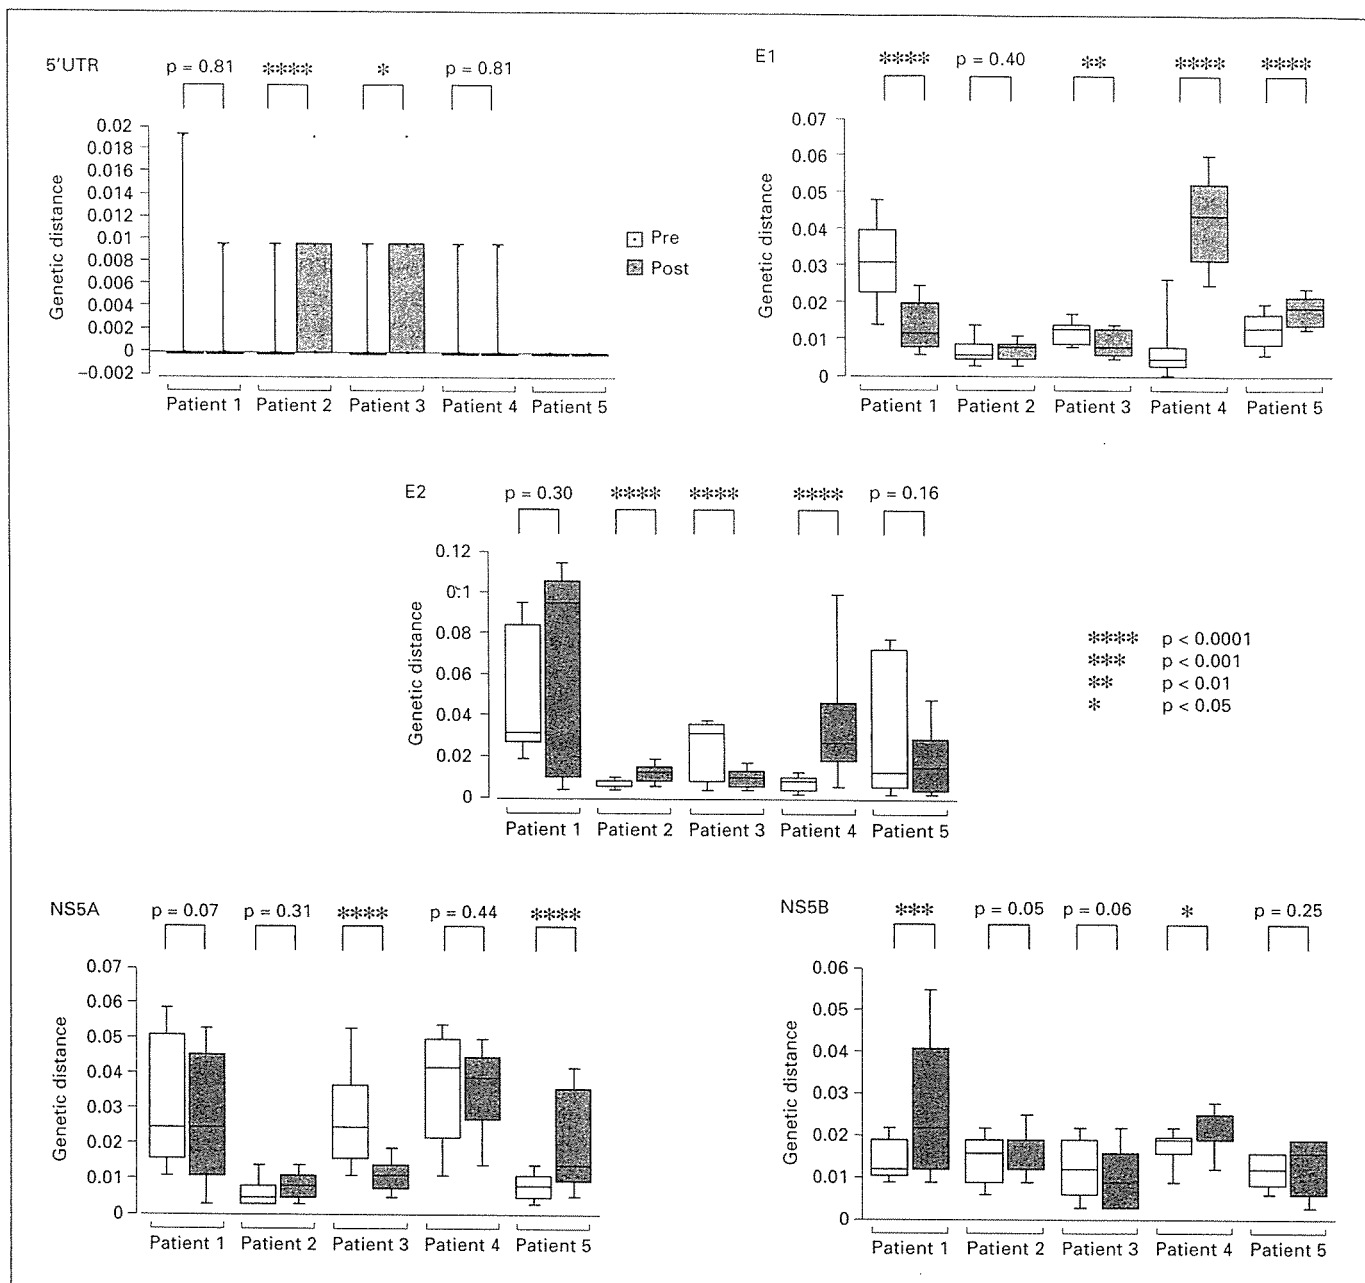 5'UTR
p = 0.81 **** * p = 0.81
0.02
0.018
0.016
0.014
0.012
0.01
0.008
0.006
0.004
0.002
0
−0.002
Genetic distance
Patient 1 Patient 2 Patient 3 Patient 4 Patient 5
Pre
Post
E1
**** p = 0.40 ** **** ****
0.07
0.06
0.05
0.04
0.03
0.02
0.01
0
Genetic distance
Patient 1 Patient 2 Patient 3 Patient 4 Patient 5
E2
p = 0.30 **** **** **** p = 0.16
0.12
0.1
0.08
0.06
0.04
0.02
0
Genetic distance
Patient 1 Patient 2 Patient 3 Patient 4 Patient 5
**** p < 0.0001
*** p < 0.001
** p < 0.01
* p < 0.05
NS5A
p = 0.07 p = 0.31 **** p = 0.44 ****
0.07
0.06
0.05
0.04
0.03
0.02
0.01
0
Genetic distance
Patient 1 Patient 2 Patient 3 Patient 4 Patient 5
NS5B
*** p = 0.05 p = 0.06 * p = 0.25
0.06
0.05
0.04
0.03
0.02
0.01
0
Genetic distance
Patient 1 Patient 2 Patient 3 Patient 4 Patient 5